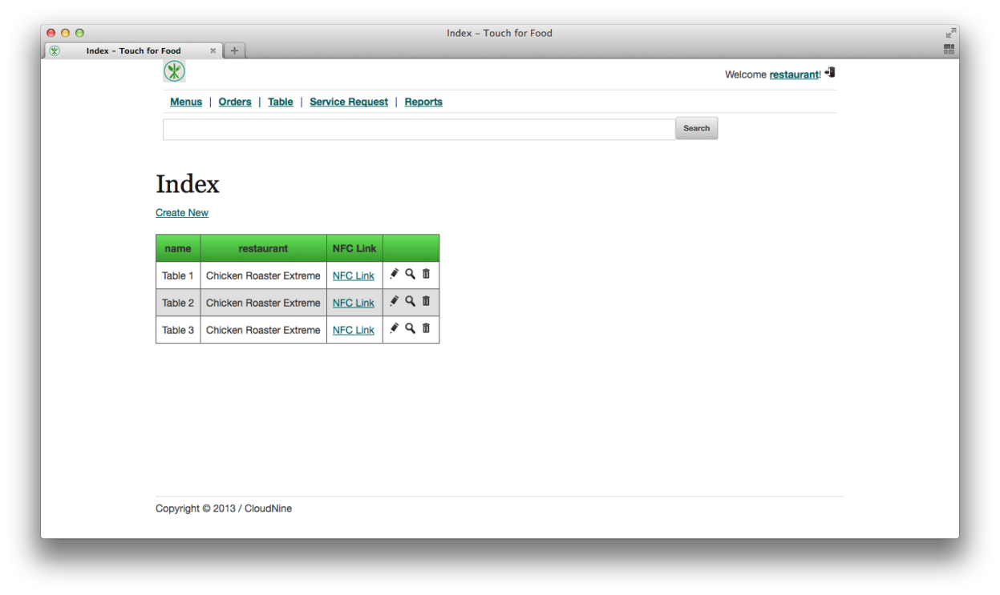 Index – Touch for Food
Index – Touch for Food
Welcome restaurant!
Menus | Orders | Table | Service Request | Reports
Search
Index
Create New
name restaurant NFC Link
Table 1 Chicken Roaster Extreme NFC Link
Table 2 Chicken Roaster Extreme NFC Link
Table 3 Chicken Roaster Extreme NFC Link
Copyright © 2013 / CloudNine